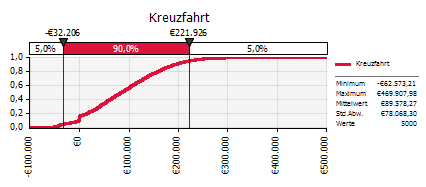 Kreuzfahrt
-€32.206 €221.926
5,0% 90,0% 5,0%
1,0
0,8
0,6
0,4
0,2
0,0
-€100.000 €0 €100.000 €200.000 €300.000 €400.000 €500.000
Kreuzfahrt
Minimum -€62.573,21
Maximum €469.907,98
Mittelwert €89.578,27
Std.Abw. €78.068,30
Werte 5000